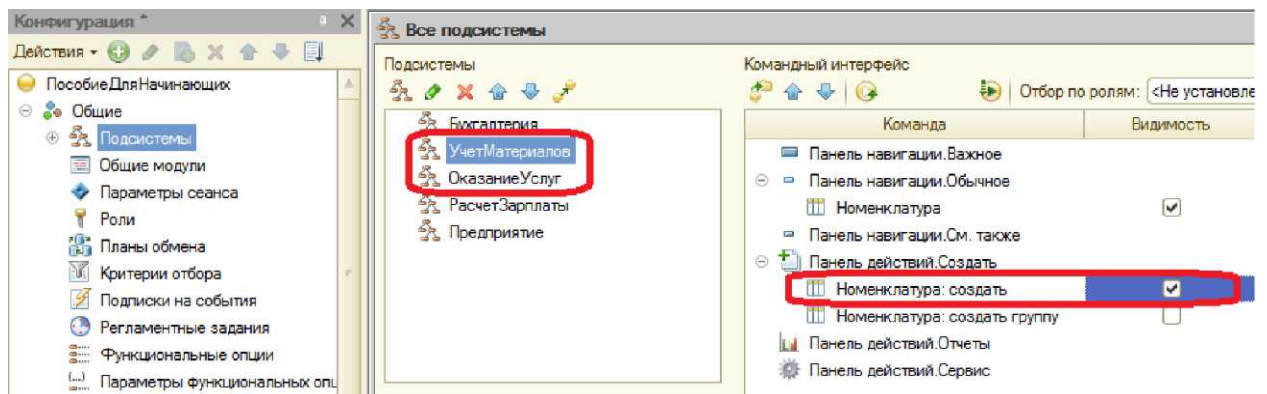 Конфигурация *
Действия
ПособиеДляНачинающих
Общие
Подсистемы
Общие модули
Параметры сеанса
Роли
Планы обмена
Критерии отбора
Подписки на события
Регламентные задания
Функциональные опции
Параметры функциональных опц
Все подсистемы
Подсистемы
Бухгалтерия
УчетМатериалов
ОказаниеУслуг
РасчетЗарплаты
Предприятие
Командный интерфейс
Отбор по ролям: <Не установле
Команда Видимость
Панель навигации.Важное
Панель навигации.Обычное
Номенклатура
Панель навигации.См. также
Панель действий.Создать
Номенклатура: создать
Номенклатура: создать группу
Панель действий.Отчеты
Панель действий.Сервис